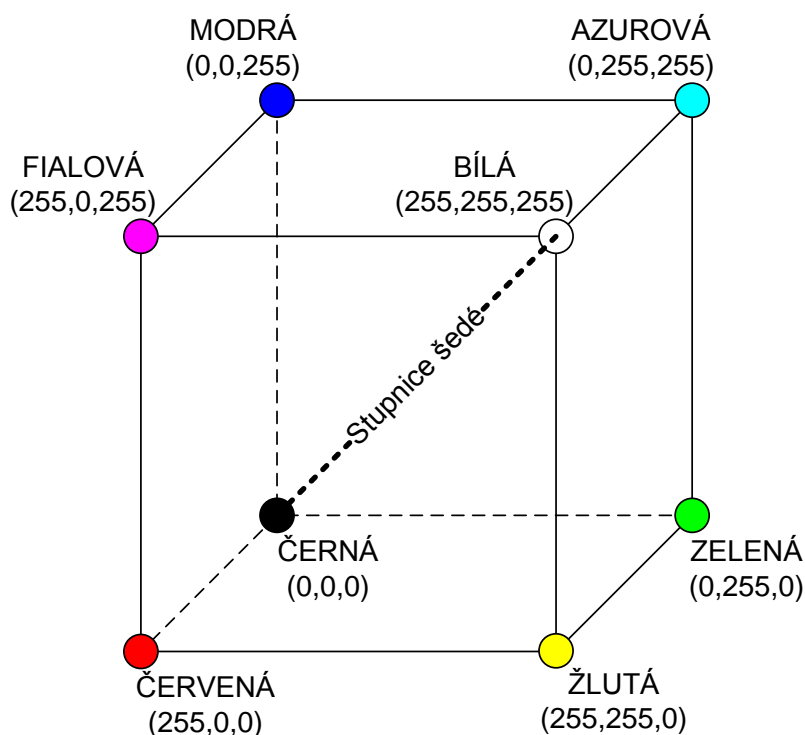 MODRÁ
(0,0,255)
AZUROVÁ
(0,255,255)
FIALOVÁ
(255,0,255)
BÍLÁ
(255,255,255)
Stupnice šedé
ČERNÁ
(0,0,0)
ZELENÁ
(0,255,0)
ČERVENÁ
(255,0,0)
ŽLUTÁ
(255,255,0)